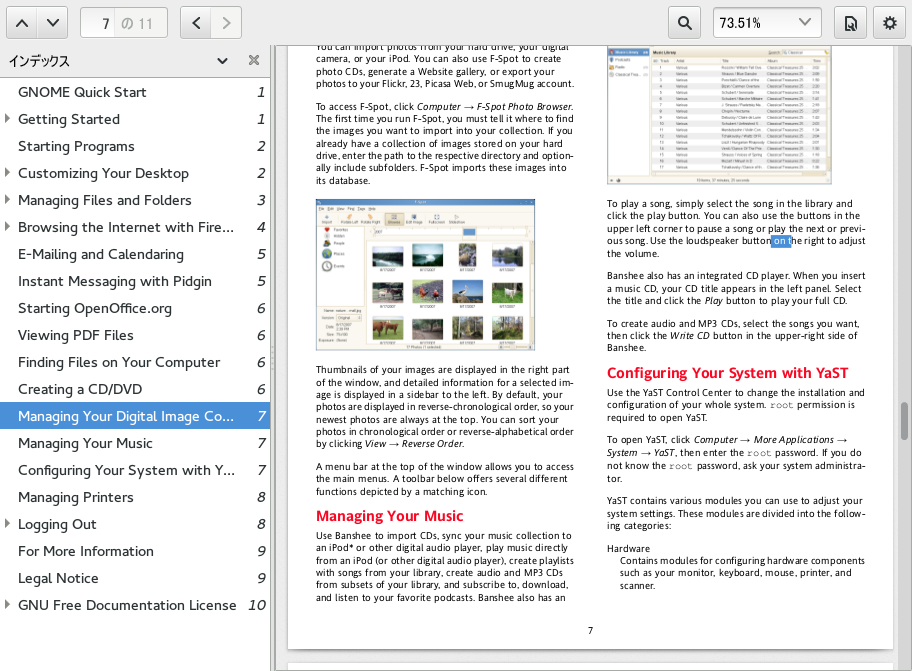 7 の 11
73.51%
インデックス
GNOME Quick Start 1
Getting Started 1
Starting Programs 2
Customizing Your Desktop 2
Managing Files and Folders 3
Browsing the Internet with Fire... 4
E-Mailing and Calendaring 5
Instant Messaging with Pidgin 5
Starting OpenOffice.org 6
Viewing PDF Files 6
Finding Files on Your Computer 6
Creating a CD/DVD 6
Managing Your Digital Image Co... 7
Managing Your Music 7
Configuring Your System with Y... 7
Managing Printers 8
Logging Out 8
For More Information 9
Legal Notice 9
GNU Free Documentation License 10
You can import photos from your hard drive, your digital
camera, or your iPod. You can also use F-Spot to create
photo CDs, generate a Website gallery, or export your
photos to your Flickr, 23, Picasa Web, or SmugMug account.
To access F-Spot, click Computer → F-Spot Photo Browser.
The first time you run F-Spot, you must tell it where to find
the images you want to import into your collection. If you
already have a collection of images stored on your hard
drive, enter the path to the respective directory and option-
ally include subfolders. F-Spot imports these images into
its database.
Thumbnails of your images are displayed in the right part
of the window, and detailed information for a selected im-
age is displayed in a sidebar to the left. By default, your
photos are displayed in reverse-chronological order, so your
newest photos are always at the top. You can sort your
photos in chronological order or reverse-alphabetical order
by clicking View → Reverse Order.
A menu bar at the top of the window allows you to access
the main menus. A toolbar below offers several different
functions depicted by a matching icon.
Managing Your Music
Use Banshee to import CDs, sync your music collection to
an iPod* or other digital audio player, play music directly
from an iPod (or other digital audio player), create playlists
with songs from your library, create audio and MP3 CDs
from subsets of your library, and subscribe to, download,
and listen to your favorite podcasts. Banshee also has an
Music Library
To play a song, simply select the song in the library and
click the play button. You can also use the buttons in the
upper left corner to pause a song or play the next or previ-
ous song. Use the loudspeaker button on the right to adjust
the volume.
Banshee also has an integrated CD player. When you insert
a music CD, your CD title appears in the left panel. Select
the title and click the Play button to play your full CD.
To create audio and MP3 CDs, select the songs you want,
then click the Write CD button in the upper-right side of
Banshee.
Configuring Your System with YaST
Use the YaST Control Center to change the installation and
configuration of your whole system. root permission is
required to open YaST.
To open YaST, click Computer → More Applications →
System → YaST, then enter the root password. If you do
not know the root password, ask your system administra-
tor.
YaST contains various modules you can use to adjust your
system settings. These modules are divided into the follow-
ing categories:
Hardware
Contains modules for configuring hardware components
such as your monitor, keyboard, mouse, printer, and
scanner.
7